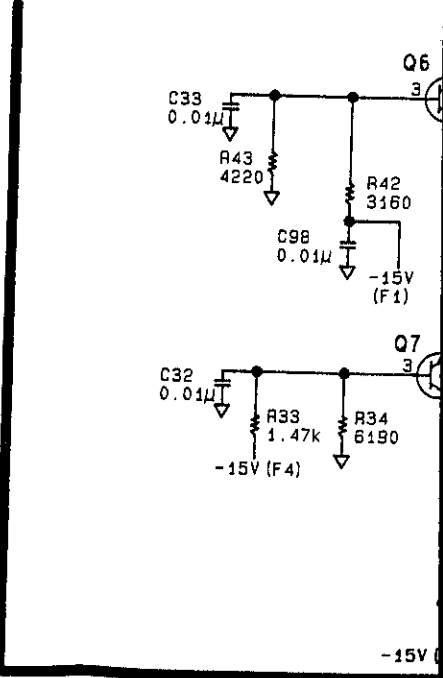 Q6
3
C33
0.01µ
R43
4220
R42
3160
C98
0.01µ
-15V
(F1)
Q7
3
C32
0.01µ
R33
1.47k
R34
6190
-15V (F4)
-15V (